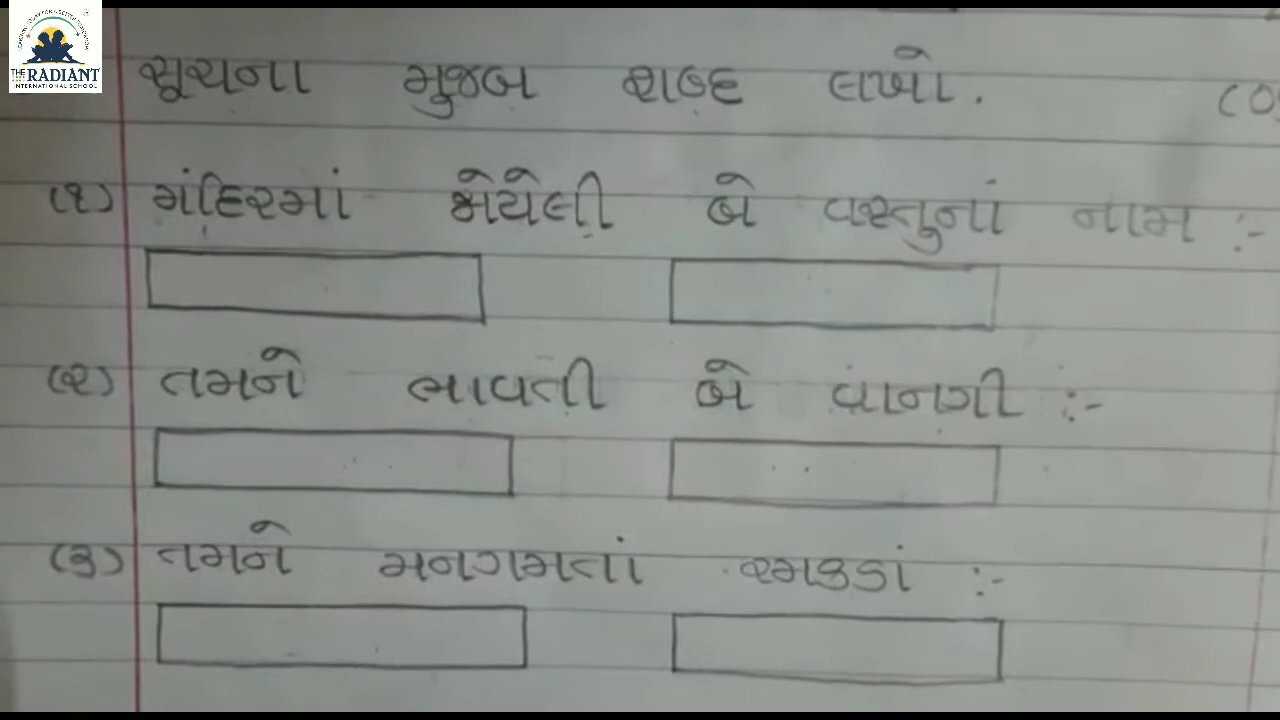 THE RADIANT
INTERNATIONAL SCHOOL
સૂચના મુજબ શબ્દ લખો.
(૧) મંદિરમાં જોયેલી બે વસ્તુનાં નામ :-
(૨) તમને ભાવતી બે વાનગી :-
(૩) તમને મનગમતાં રમકડાં :-